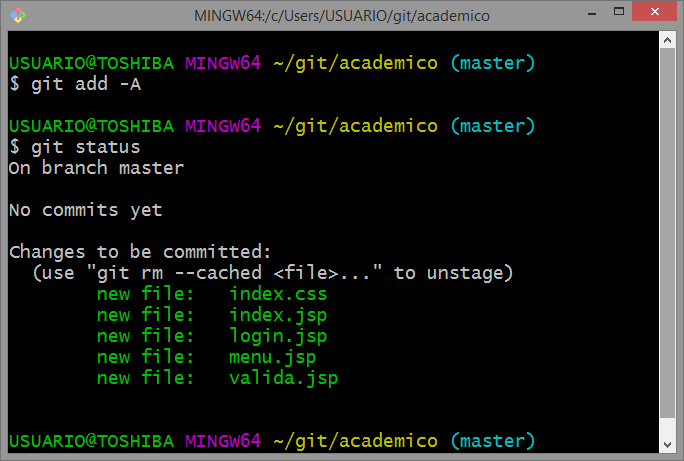 MINGW64:/c/Users/USUARIO/git/academico
USUARIO@TOSHIBA MINGW64 ~/git/academico (master)
$ git add -A
USUARIO@TOSHIBA MINGW64 ~/git/academico (master)
$ git status
On branch master
No commits yet
Changes to be committed:
  (use "git rm --cached <file>..." to unstage)
        new file:   index.css
        new file:   index.jsp
        new file:   login.jsp
        new file:   menu.jsp
        new file:   valida.jsp
USUARIO@TOSHIBA MINGW64 ~/git/academico (master)